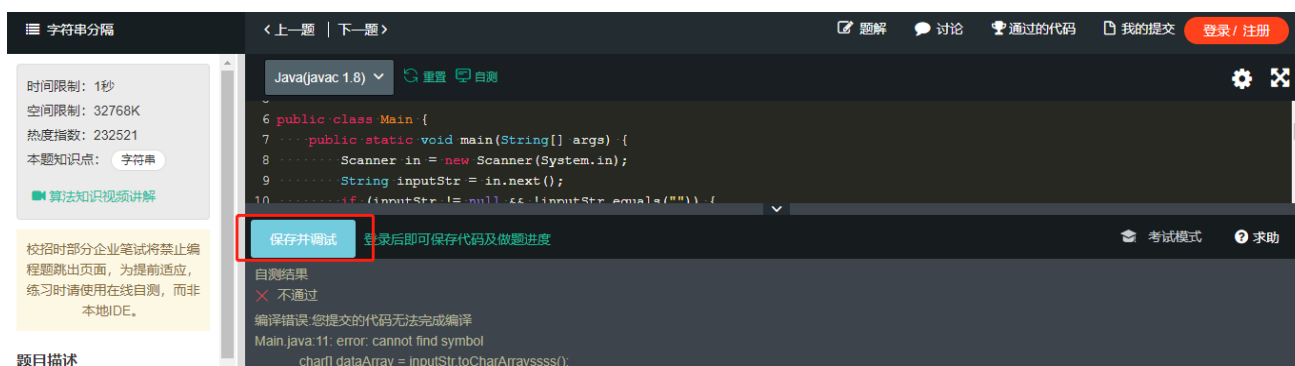 字符串分隔
上一题 | 下一题
题解
讨论
通过的代码
我的提交
登录 / 注册
时间限制：1秒
空间限制：32768K
热度指数：232521
本题知识点：
字符串
算法知识视频讲解
校招时部分企业笔试将禁止编
程题跳出页面，为提前适应，
练习时请使用在线自测，而非
本地IDE。
题目描述
Java(javac 1.8)
重置
自测
6 public class Main {
7 ····public static void main(String[] args) {
8 ········Scanner in = new Scanner(System.in);
9 ········String inputStr = in.next();
10 ········if (inputStr != null && !inputStr.equals("")) {
保存并调试
登录后即可保存代码及做题进度
考试模式
求助
自测结果
不通过
编译错误:您提交的代码无法完成编译
Main.java:11: error: cannot find symbol
char[] dataArray = inputStr.toCharArrayssss();